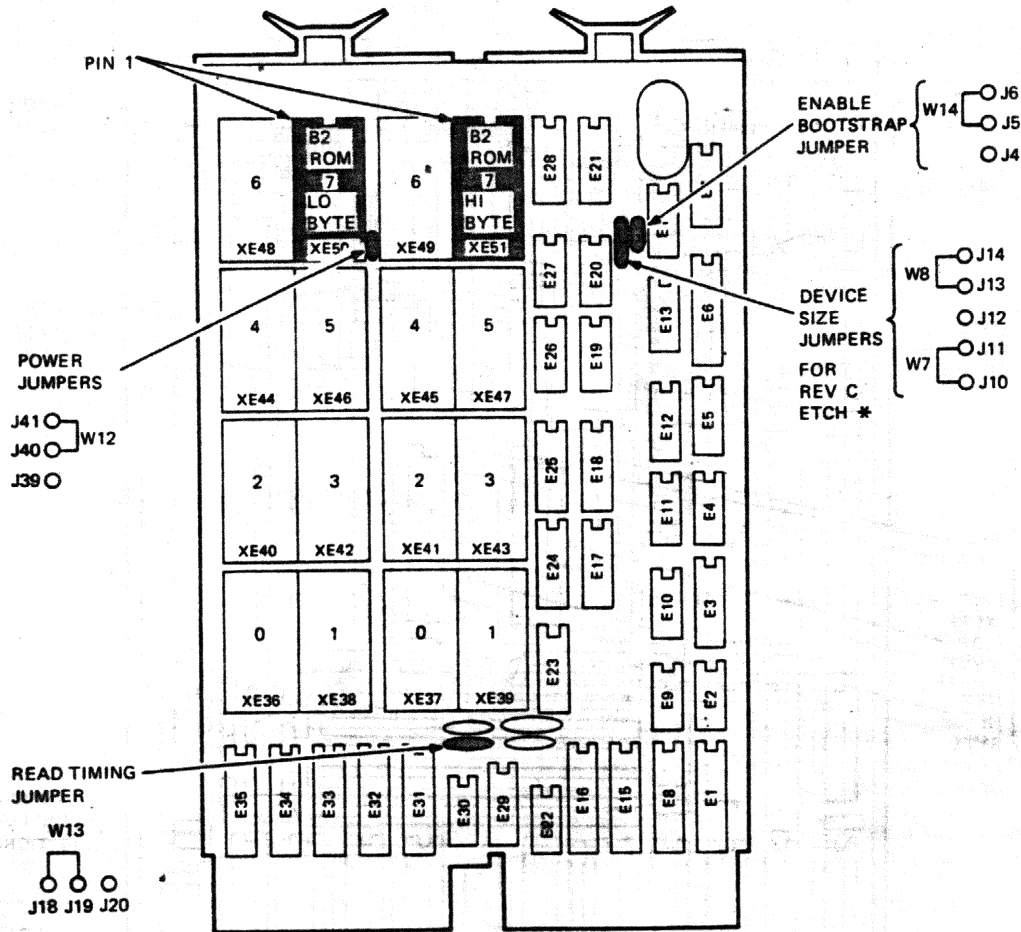 PIN 1
ENABLE
BOOTSTRAP
JUMPER
W14
J6
J5
J4
B2
ROM
7
LO
BYTE
XE50
B2
ROM
7
HI
BYTE
XE51
6
XE48
6
XE49
E28
E21
E27
E20
E13
E6
4
XE44
5
XE46
4
XE45
5
XE47
E26
E19
DEVICE
SIZE
JUMPERS
FOR
REV C
ETCH *
W8
J14
J13
J12
W7
J11
J10
POWER
JUMPERS
J41
J40
W12
J39
E12
E5
2
XE40
3
XE42
2
XE41
3
XE43
E25
E18
E11
E4
E24
E17
E10
E3
0
XE36
1
XE38
0
XE37
1
XE39
E23
E9
E2
READ TIMING
JUMPER
W13
J18 J19 J20
E35
E34
E33
E32
E31
E30
E29
E22
E16
E15
E8
E1